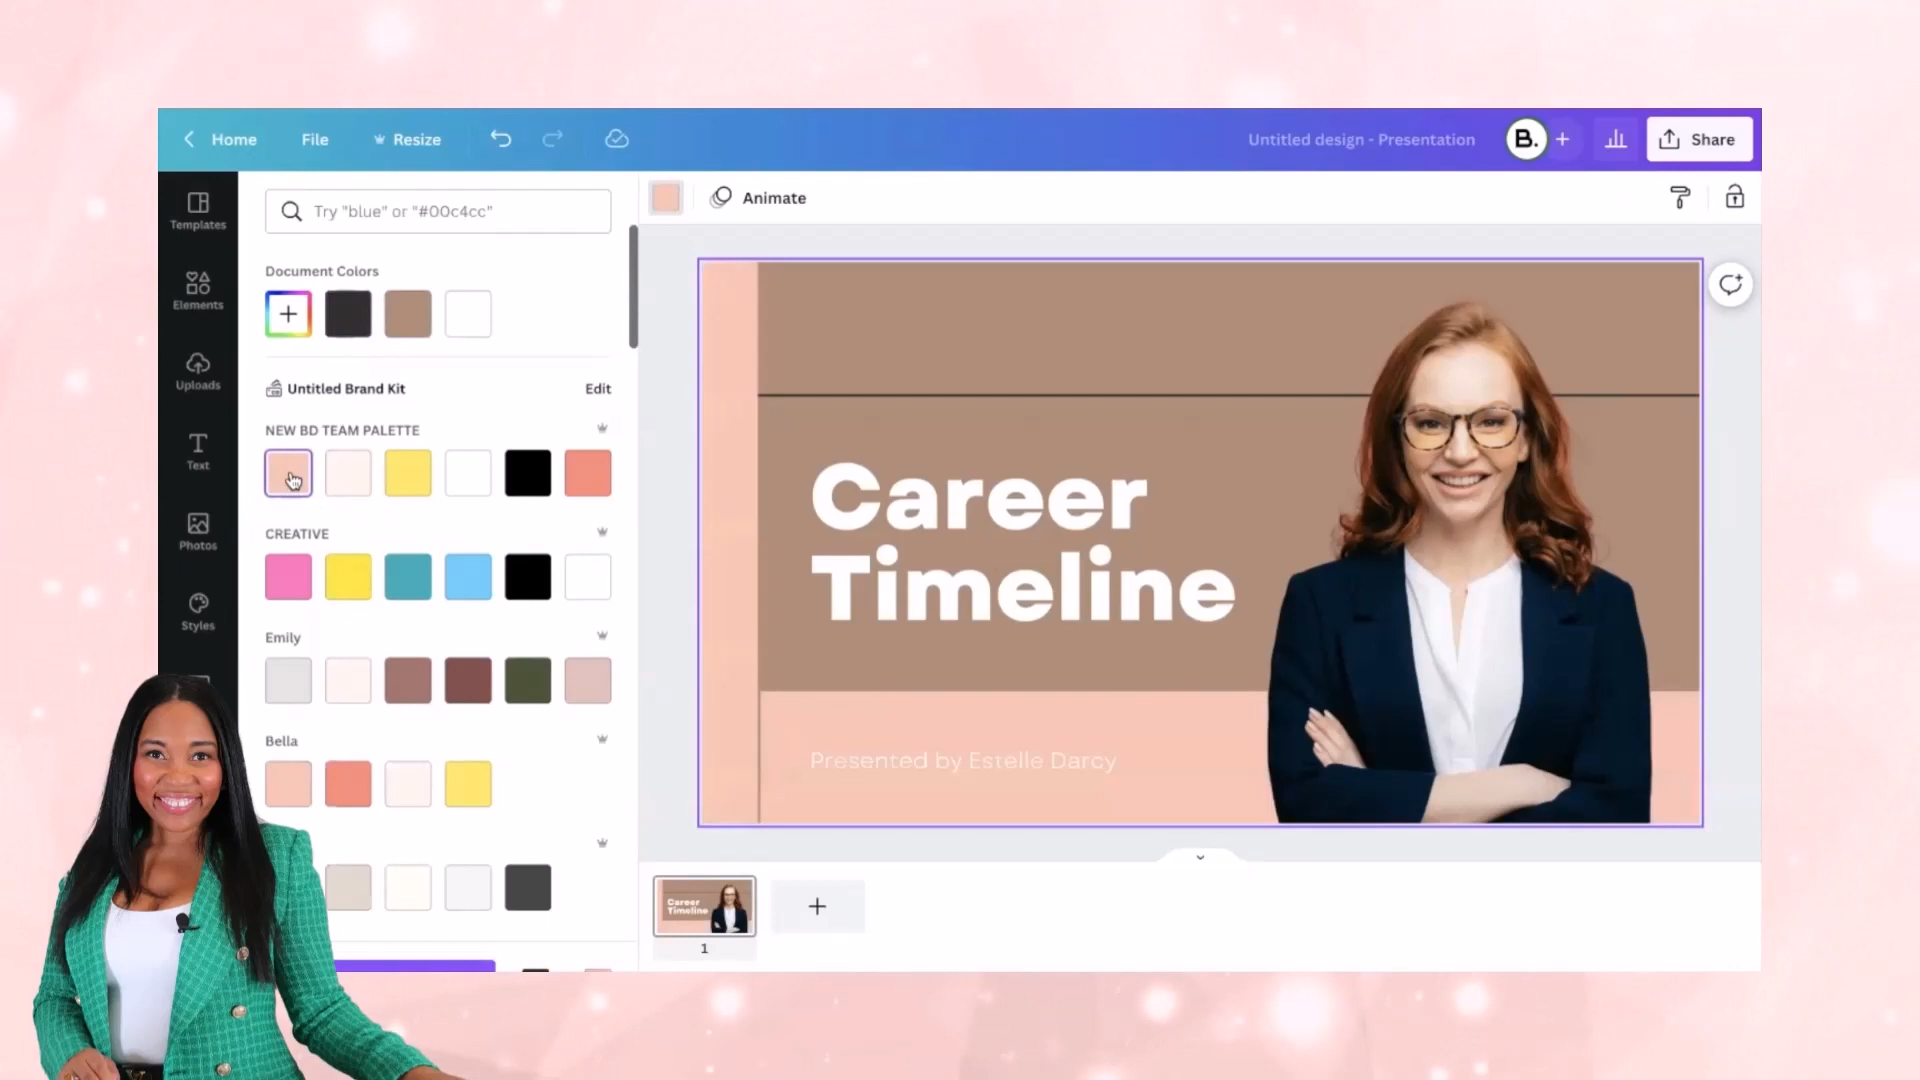 Home
File
Resize
Untitled design - Presentation
B.
Share
Templates
Elements
Uploads
Text
Photos
Styles
Try "blue" or "#00c4cc"
Document Colors
Untitled Brand Kit
Edit
NEW BD TEAM PALETTE
CREATIVE
Emily
Bella
Animate
Career
Timeline
Presented by Estelle Darcy
Career
Timeline
1